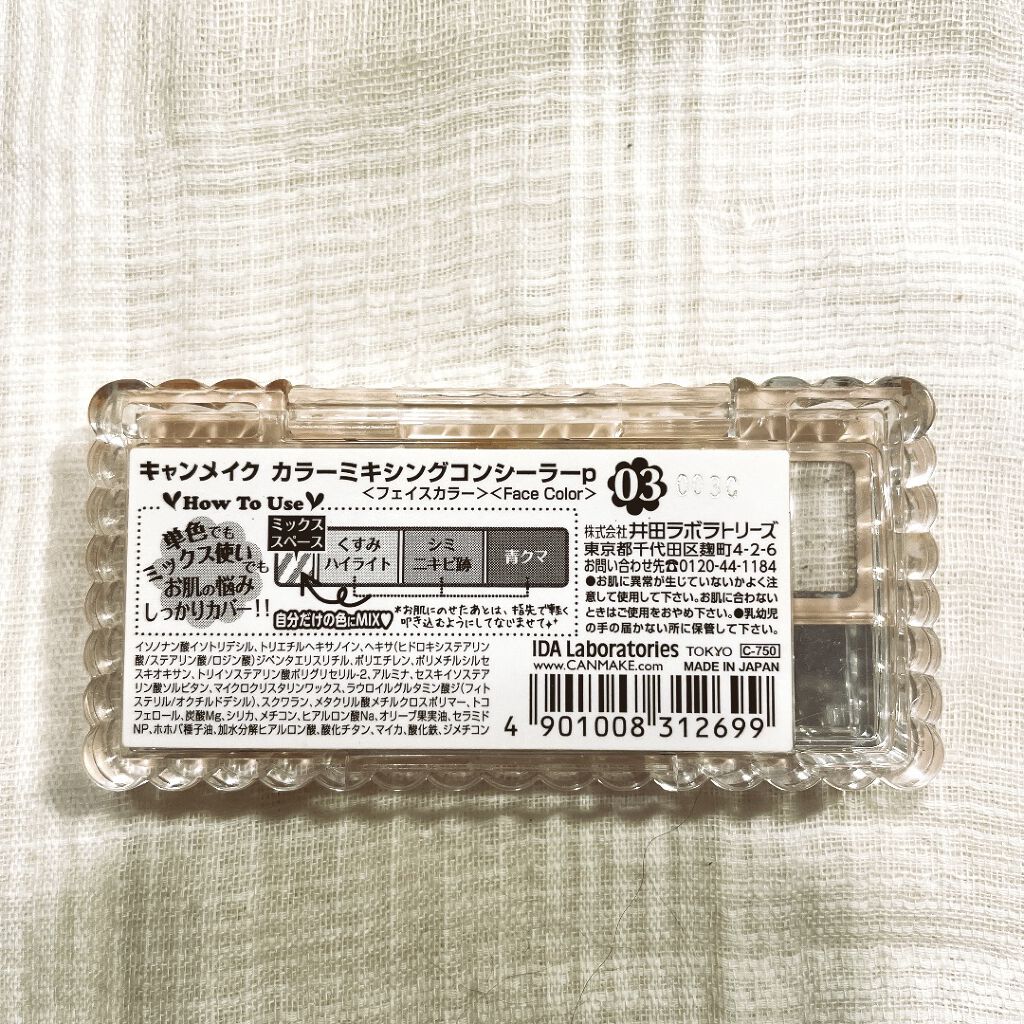 キャンメイク カラーミキシングコンシーラーp
<フェイスカラー><Face Color>
03
How To Use
単色でも
ミックス使いでも
お肌の悩み
しっかりカバー!!
ミックス
スペース
くすみ
ハイライト
シミ
ニキビ跡
青クマ
自分だけの色にMIX♥
*お肌にのせたあとは、指先で軽く
叩き込むようにしてなじませて
株式会社井田ラボラトリーズ
東京都千代田区麹町4-2-6
お問い合わせ先☎0120-44-1184
●お肌に異常が生じていないかよく注
意して使用して下さい。お肌に合わない
ときはご使用をおやめ下さい。●乳幼児
の手の届かない所に保管して下さい。
IDA Laboratories TOKYO C-750
www.CANMAKE.com MADE IN JAPAN
イソノナン酸イソトリデシル、トリエチルヘキサノイン、ヘキサ(ヒドロキシステアリン
酸/ステアリン酸/ロジン酸)ジペンタエリスリチル、ポリエチレン、ポリメチルシルセ
スキオキサン、トリイソステアリン酸ポリグリセリル-2、アルミナ、セスキイソステア
リン酸ソルビタン、マイクロクリスタリンワックス、ラウロイルグルタミン酸ジ(フィト
ステリル/オクチルドデシル)、スクワラン、メタクリル酸メチルクロスポリマー、トコ
フェロール、炭酸Mg、シリカ、メチコン、ヒアルロン酸Na、オリーブ果実油、セラミド
NP、ホホバ種子油、加水分解ヒアルロン酸、酸化チタン、マイカ、酸化鉄、ジメチコン
4 901008 312699